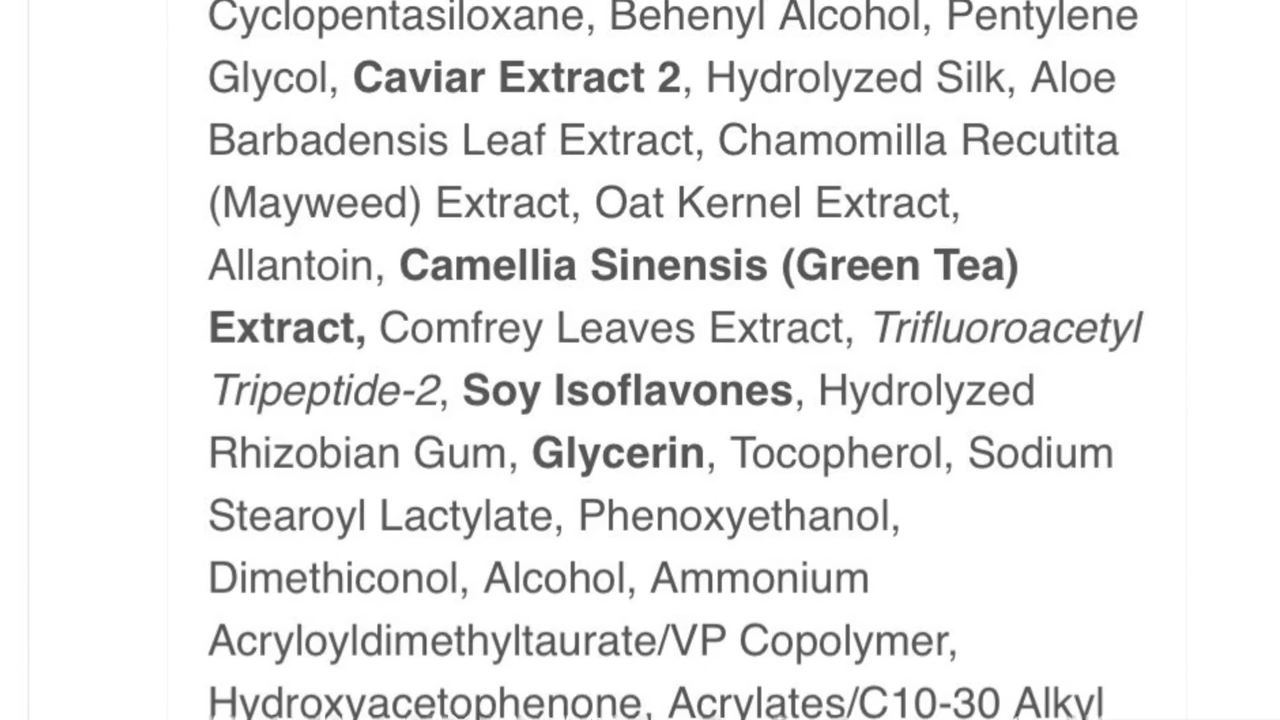 Cyclopentasiloxane, Behenyl Alcohol, Pentylene
Glycol, Caviar Extract 2, Hydrolyzed Silk, Aloe
Barbadensis Leaf Extract, Chamomilla Recutita
(Mayweed) Extract, Oat Kernel Extract,
Allantoin, Camellia Sinensis (Green Tea)
Extract, Comfrey Leaves Extract, Trifluoroacetyl
Tripeptide-2, Soy Isoflavones, Hydrolyzed
Rhizobian Gum, Glycerin, Tocopherol, Sodium
Stearoyl Lactylate, Phenoxyethanol,
Dimethiconol, Alcohol, Ammonium
Acryloyldimethyltaurate/VP Copolymer,
Hydroxyacetophenone, Acrylates/C10-30 Alkyl